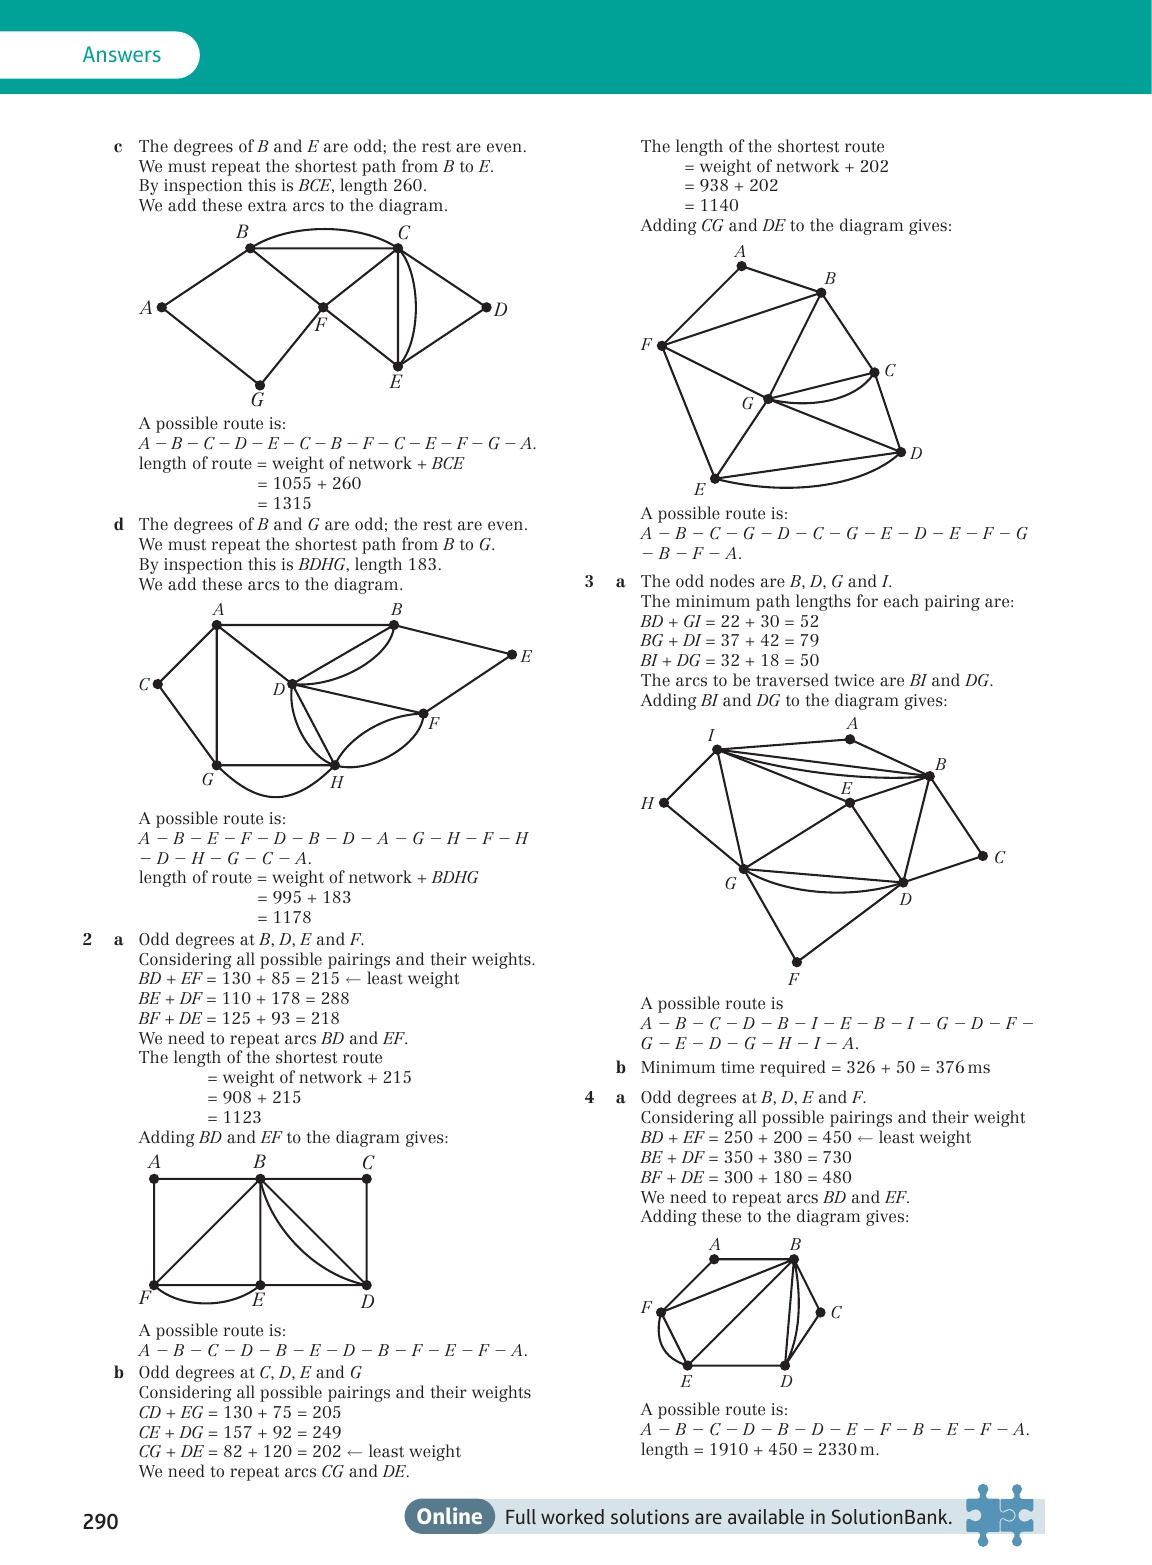 Answers
c The degrees of B and E are odd; the rest are even.
We must repeat the shortest path from B to E.
By inspection this is BCE, length 260.
We add these extra arcs to the diagram.
B
C
A
F
D
E
G
A possible route is:
A − B − C − D − E − C − B − F − C − E − F − G − A.
length of route = weight of network + BCE
= 1055 + 260
= 1315
d The degrees of B and G are odd; the rest are even.
We must repeat the shortest path from B to G.
By inspection this is BDHG, length 183.
We add these arcs to the diagram.
A
B
E
C
D
F
G
H
A possible route is:
A − B − E − F − D − B − D − A − G − H − F − H
− D − H − G − C − A.
length of route = weight of network + BDHG
= 995 + 183
= 1178
2 a Odd degrees at B, D, E and F.
Considering all possible pairings and their weights.
BD + EF = 130 + 85 = 215 ← least weight
BE + DF = 110 + 178 = 288
BF + DE = 125 + 93 = 218
We need to repeat arcs BD and EF.
The length of the shortest route
= weight of network + 215
= 908 + 215
= 1123
Adding BD and EF to the diagram gives:
A
B
C
F
E
D
A possible route is:
A − B − C − D − B − E − D − B − F − E − F − A.
b Odd degrees at C, D, E and G
Considering all possible pairings and their weights
CD + EG = 130 + 75 = 205
CE + DG = 157 + 92 = 249
CG + DE = 82 + 120 = 202 ← least weight
We need to repeat arcs CG and DE.
The length of the shortest route
= weight of network + 202
= 938 + 202
= 1140
Adding CG and DE to the diagram gives:
A
B
F
C
G
D
E
A possible route is:
A − B − C − G − D − C − G − E − D − E − F − G
− B − F − A.
3 a The odd nodes are B, D, G and I.
The minimum path lengths for each pairing are:
BD + GI = 22 + 30 = 52
BG + DI = 37 + 42 = 79
BI + DG = 32 + 18 = 50
The arcs to be traversed twice are BI and DG.
Adding BI and DG to the diagram gives:
A
I
B
E
H
C
G
D
F
A possible route is
A − B − C − D − B − I − E − B − I − G − D − F −
G − E − D − G − H − I − A.
b Minimum time required = 326 + 50 = 376 ms
4 a Odd degrees at B, D, E and F.
Considering all possible pairings and their weight
BD + EF = 250 + 200 = 450 ← least weight
BE + DF = 350 + 380 = 730
BF + DE = 300 + 180 = 480
We need to repeat arcs BD and EF.
Adding these to the diagram gives:
A
B
F
C
E
D
A possible route is:
A − B − C − D − B − D − E − F − B − E − F − A.
length = 1910 + 450 = 2330 m.
290
Online Full worked solutions are available in SolutionBank.